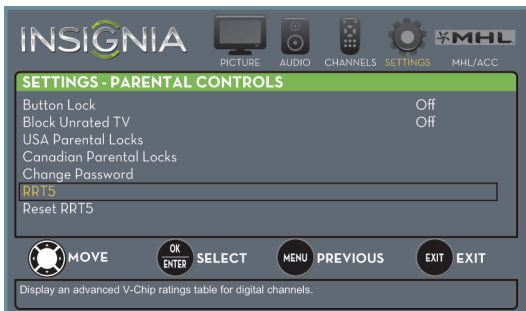 INSIGNIA
PICTURE AUDIO CHANNELS SETTINGS MHL MHL/ACC
SETTINGS - PARENTAL CONTROLS
Button Lock Off
Block Unrated TV Off
USA Parental Locks
Canadian Parental Locks
Change Password
RRT5
Reset RRT5
MOVE OK ENTER SELECT MENU PREVIOUS EXIT EXIT
Display an advanced V-Chip ratings table for digital channels.